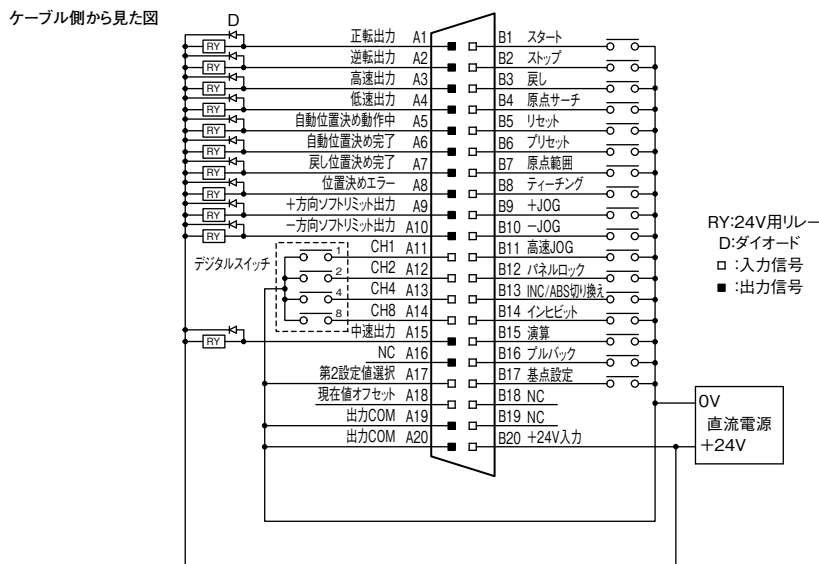 ケーブル側から見た図
D
RY 正転出力 A1 B1 スタート
RY 逆転出力 A2 B2 ストップ
RY 高速出力 A3 B3 戻し
RY 低速出力 A4 B4 原点サーチ
RY 自動位置決め動作中 A5 B5 リセット
RY 自動位置決め完了 A6 B6 プリセット
RY 戻し位置決め完了 A7 B7 原点範囲
RY 位置決めエラー A8 B8 ティーチング
RY +方向ソフトリミット出力 A9 B9 +JOG
RY -方向ソフトリミット出力 A10 B10 -JOG
デジタルスイッチ
1 CH1 A11 B11 高速JOG
2 CH2 A12 B12 パネルロック
4 CH4 A13 B13 INC/ABS切り換え
8 CH8 A14 B14 インヒビット
RY 中速出力 A15 B15 演算
NC A16 B16 プルバック
第2設定値選択 A17 B17 基点設定
現在値オフセット A18 B18 NC
出力COM A19 B19 NC
出力COM A20 B20 +24V入力
RY:24V用リレー
D:ダイオード
□ :入力信号
■ :出力信号
0V
直流電源
+24V